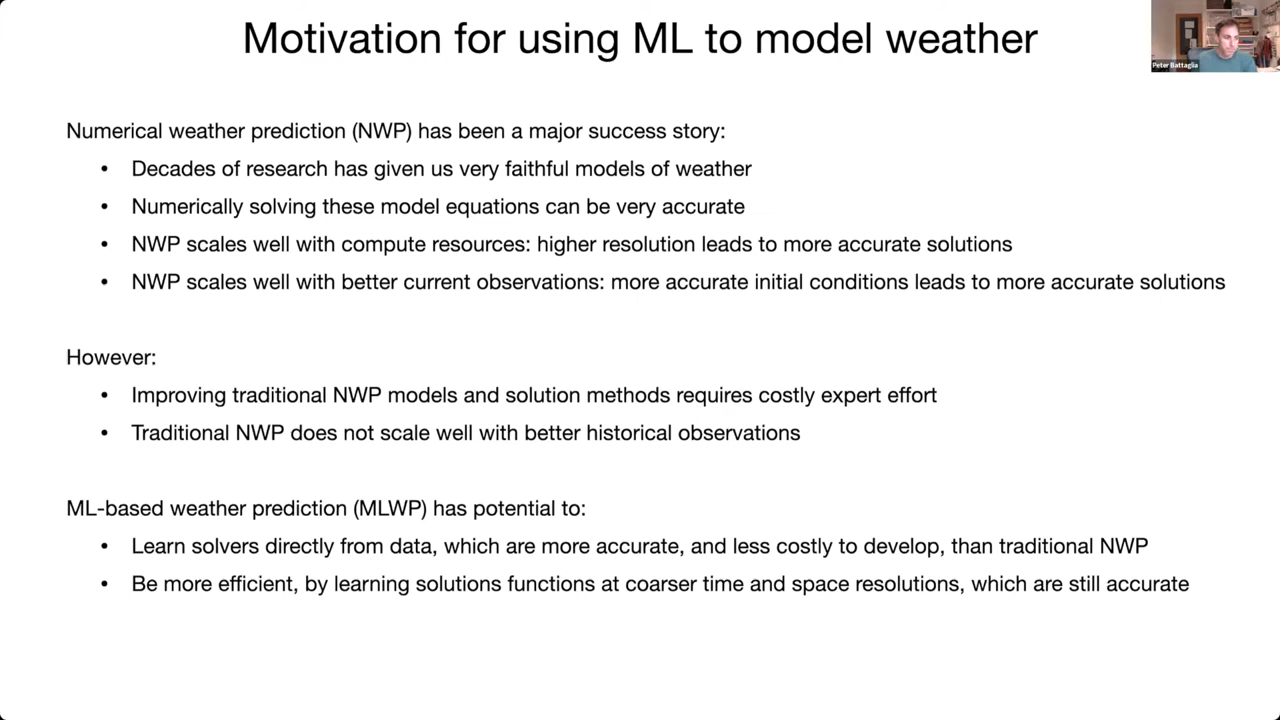 Motivation for using ML to model weather
Peter Battaglia
Numerical weather prediction (NWP) has been a major success story:
• Decades of research has given us very faithful models of weather
• Numerically solving these model equations can be very accurate
• NWP scales well with compute resources: higher resolution leads to more accurate solutions
• NWP scales well with better current observations: more accurate initial conditions leads to more accurate solutions
However:
• Improving traditional NWP models and solution methods requires costly expert effort
• Traditional NWP does not scale well with better historical observations
ML-based weather prediction (MLWP) has potential to:
• Learn solvers directly from data, which are more accurate, and less costly to develop, than traditional NWP
• Be more efficient, by learning solutions functions at coarser time and space resolutions, which are still accurate